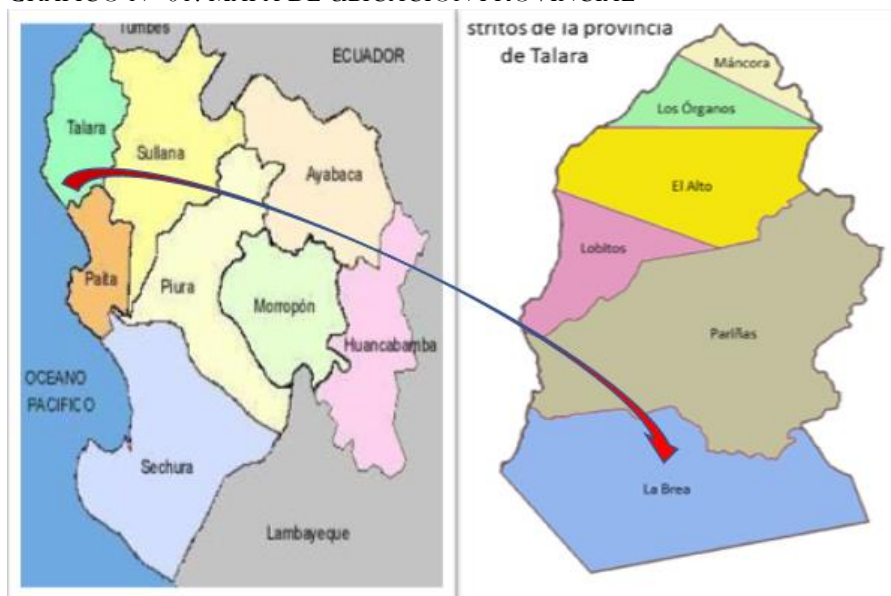 Tumbes
ECUADOR
Talara
Sullana
Ayabaca
Paita
Piura
Morropón
Huancabamba
OCEANO
PACIFICO
Sechura
Lambayeque
stritos de la provincia
de Talara
Máncora
Los Órganos
El Alto
Lobitos
Pariñas
La Brea